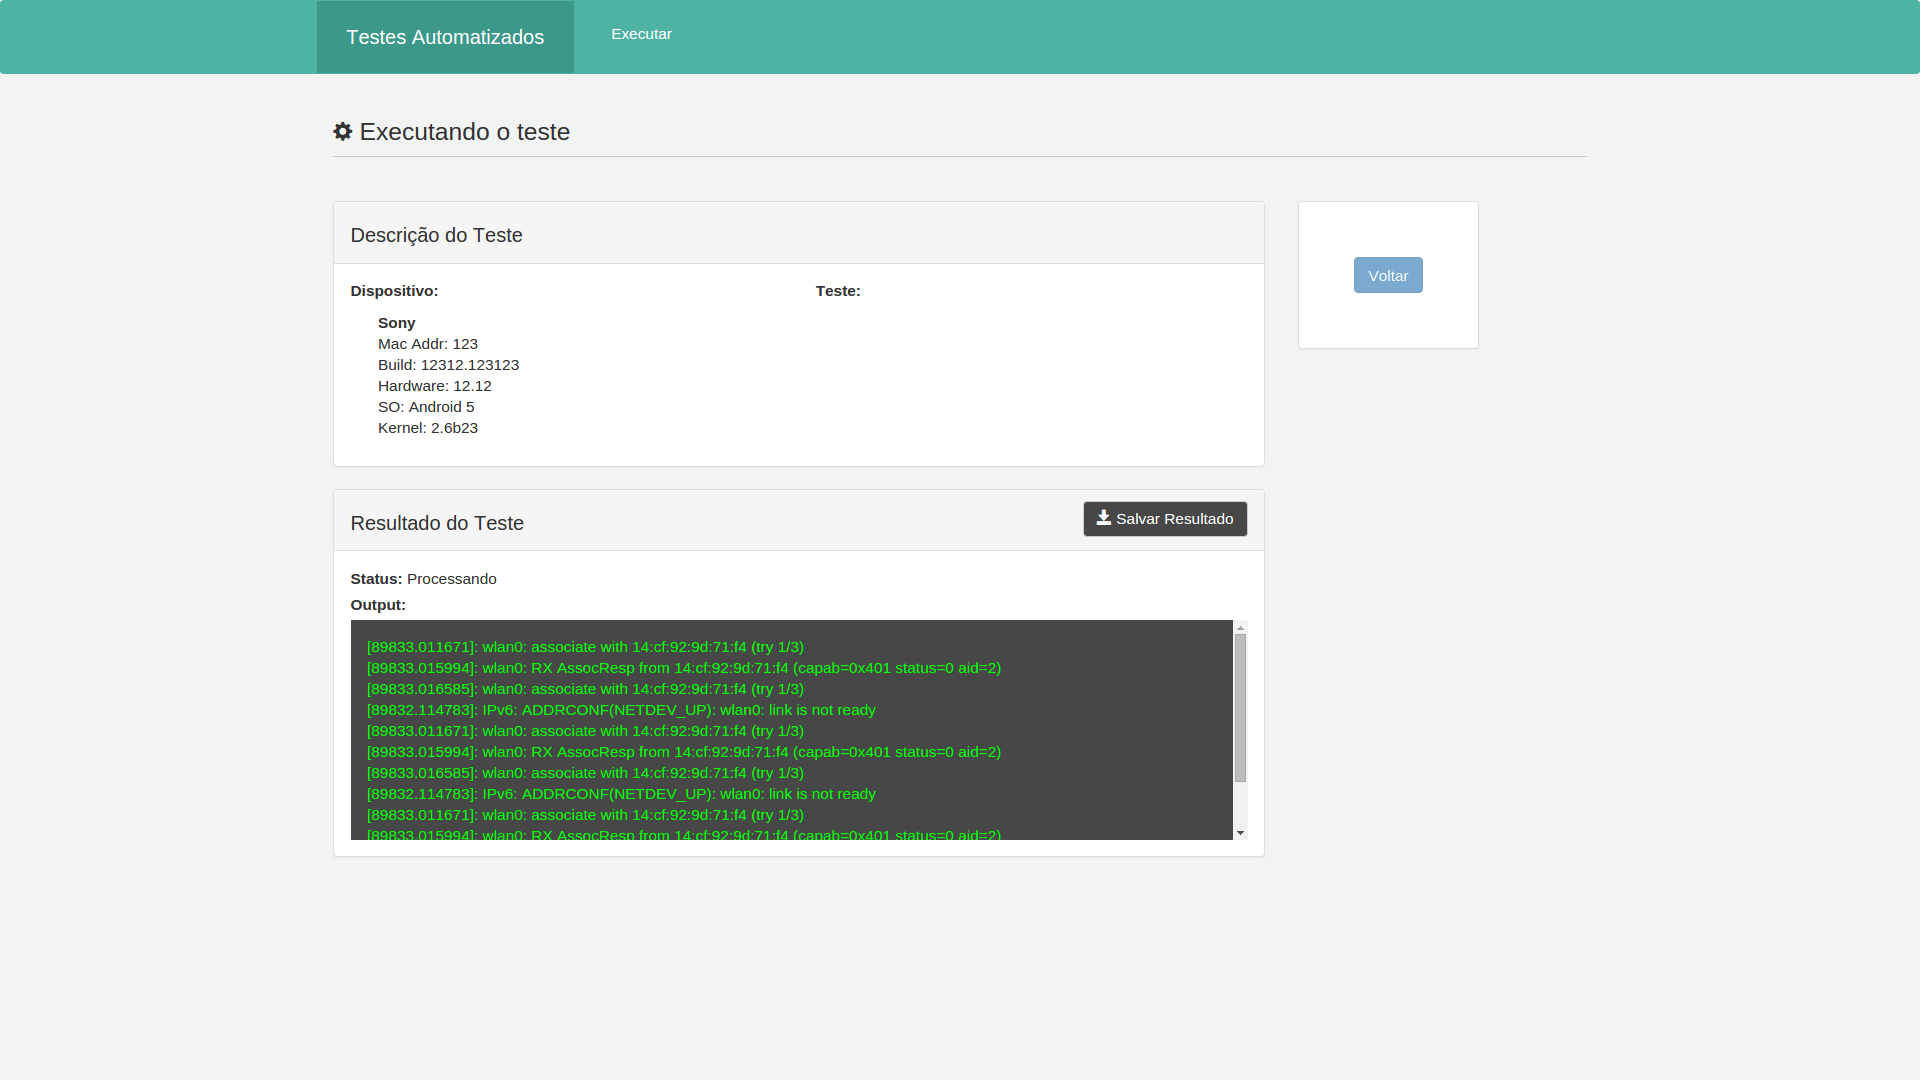 Testes Automatizados
Executar
Executando o teste
Descrição do Teste
Dispositivo:
Sony
Mac Addr: 123
Build: 12312.123123
Hardware: 12.12
SO: Android 5
Kernel: 2.6b23
Teste:
Voltar
Resultado do Teste
Salvar Resultado
Status: Processando
Output:
[89833.011671]: wlan0: associate with 14:cf:92:9d:71:f4 (try 1/3)
[89833.015994]: wlan0: RX AssocResp from 14:cf:92:9d:71:f4 (capab=0x401 status=0 aid=2)
[89833.016585]: wlan0: associate with 14:cf:92:9d:71:f4 (try 1/3)
[89832.114783]: IPv6: ADDRCONF(NETDEV_UP): wlan0: link is not ready
[89833.011671]: wlan0: associate with 14:cf:92:9d:71:f4 (try 1/3)
[89833.015994]: wlan0: RX AssocResp from 14:cf:92:9d:71:f4 (capab=0x401 status=0 aid=2)
[89833.016585]: wlan0: associate with 14:cf:92:9d:71:f4 (try 1/3)
[89832.114783]: IPv6: ADDRCONF(NETDEV_UP): wlan0: link is not ready
[89833.011671]: wlan0: associate with 14:cf:92:9d:71:f4 (try 1/3)
[89833.015994]: wlan0: RX AssocResp from 14:cf:92:9d:71:f4 (capab=0x401 status=0 aid=2)